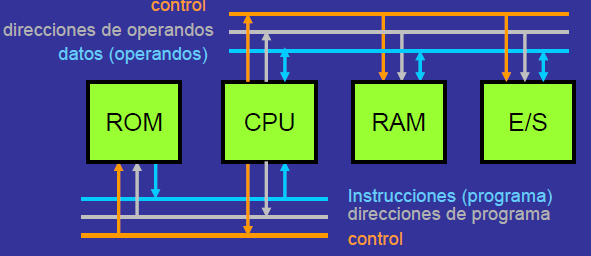 control
direcciones de operandos
datos (operandos)
ROM
CPU
RAM
E/S
Instrucciones (programa)
direcciones de programa
control